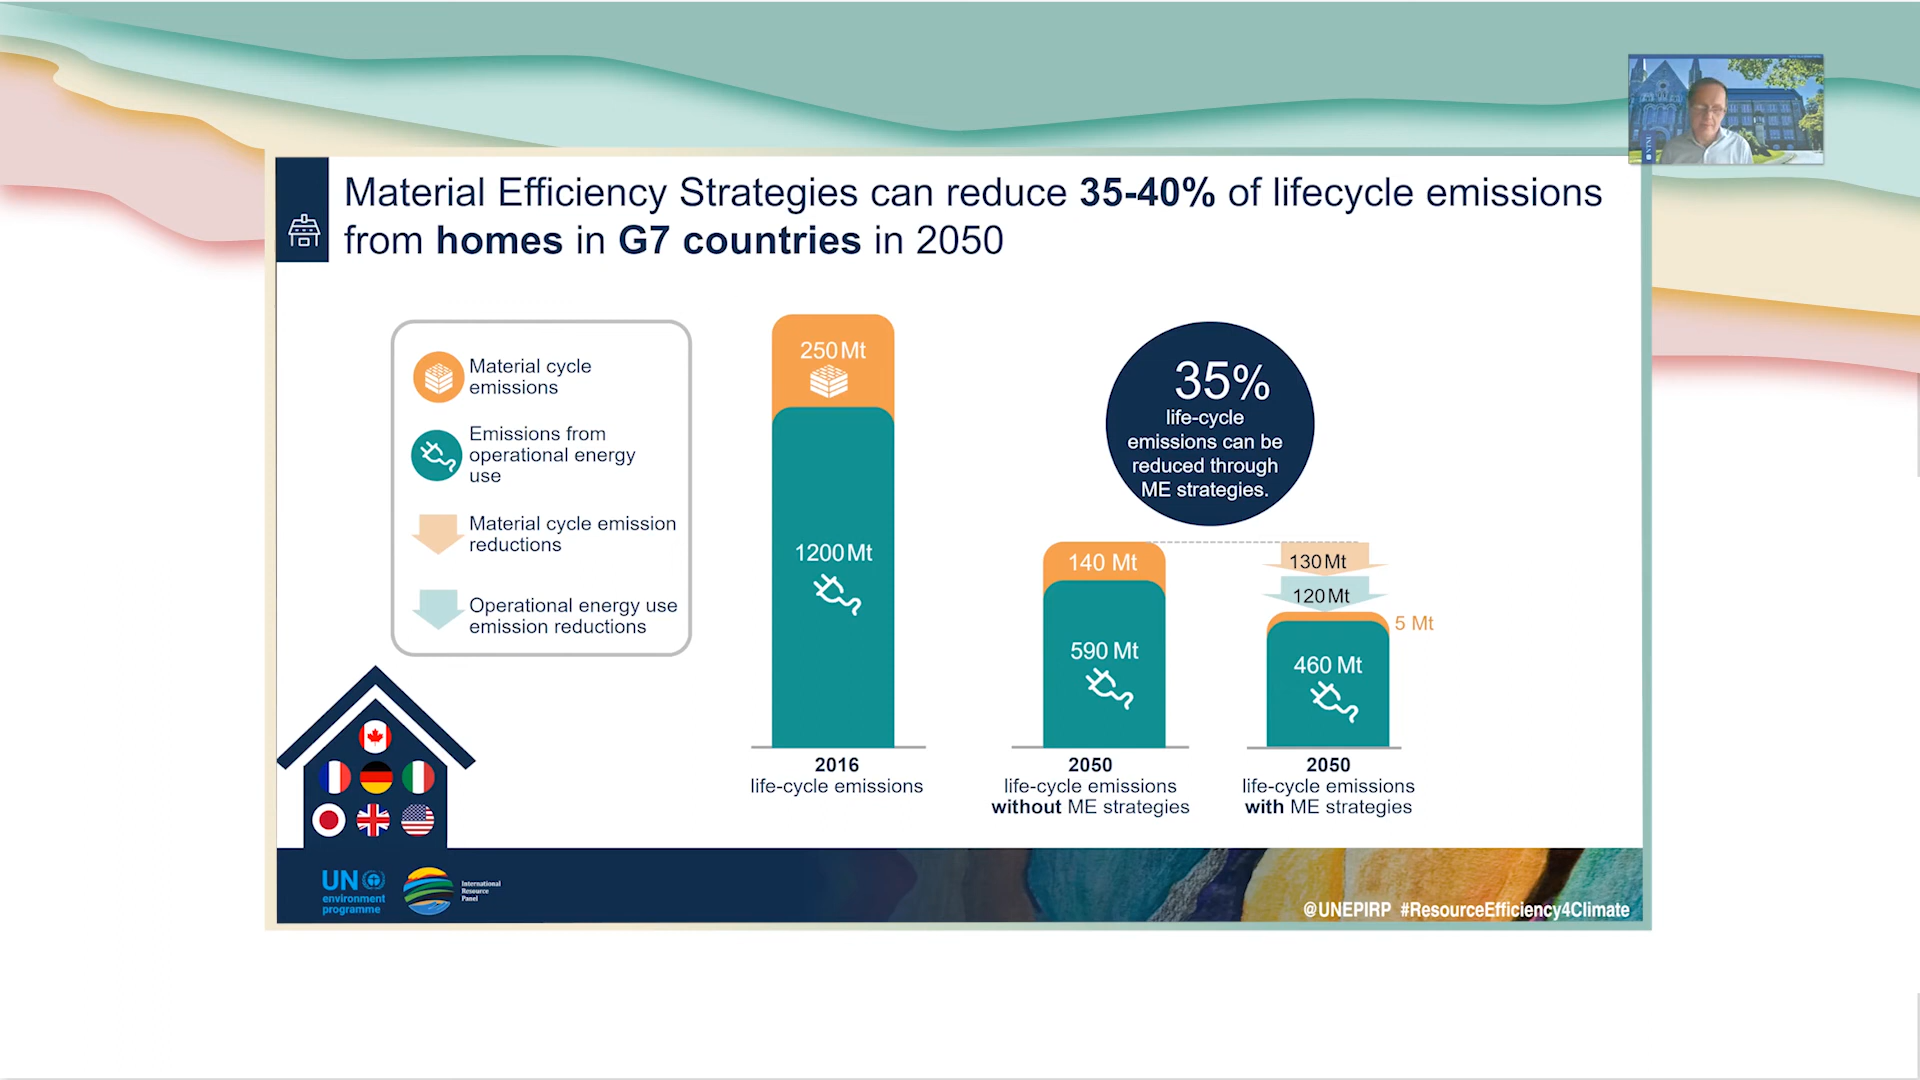 Material Efficiency Strategies can reduce 35-40% of lifecycle emissions
from homes in G7 countries in 2050
Material cycle
emissions
Emissions from
operational energy
use
Material cycle emission
reductions
Operational energy use
emission reductions
250 Mt
1200 Mt
2016
life-cycle emissions
35%
life-cycle
emissions can be
reduced through
ME strategies.
140 Mt
590 Mt
2050
life-cycle emissions
without ME strategies
130 Mt
120 Mt
5 Mt
460 Mt
2050
life-cycle emissions
with ME strategies
UN
environment
programme
International
Resource
Panel
@UNEPIRP #ResourceEfficiency4Climate
NTNU